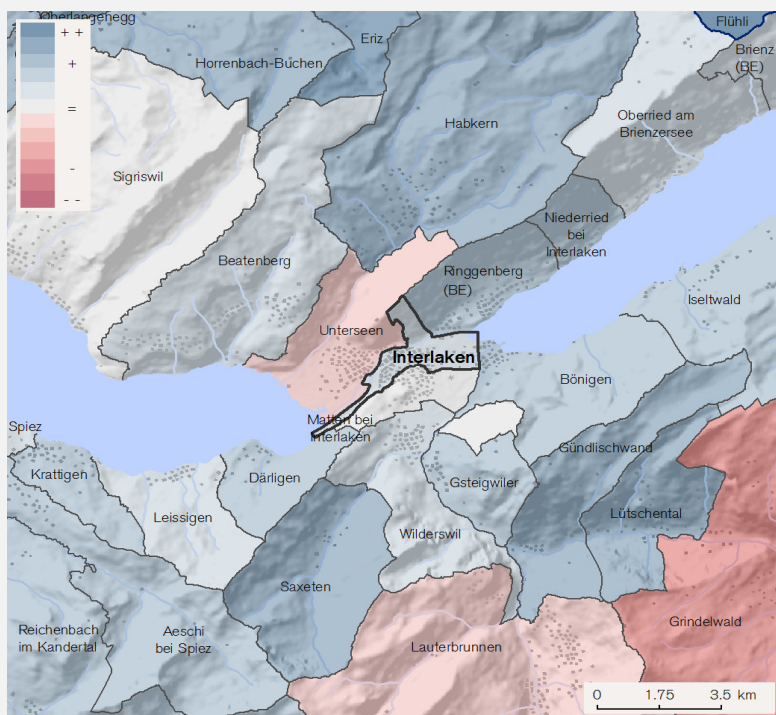 Oberlangenegg
Flühli
+ +
Eriz
Brienz
(BE)
+
Horrenbach-Buchen
=
Habkern
Oberried am
Brienzersee
-
Sigriswil
- -
Niederried
bei
Interlaken
Beatenberg
Ringgenberg
(BE)
Iseltwald
Unterseen
Interlaken
Bönigen
Matten bei
Interlaken
Spiez
Gündlischwand
Krattigen
Därligen
Gsteigwiler
Leissigen
Lütschental
Wilderswil
Saxeten
Grindelwald
Reichenbach
im Kandertal
Aeschi
bei Spiez
Lauterbrunnen
0 1.75 3.5 km